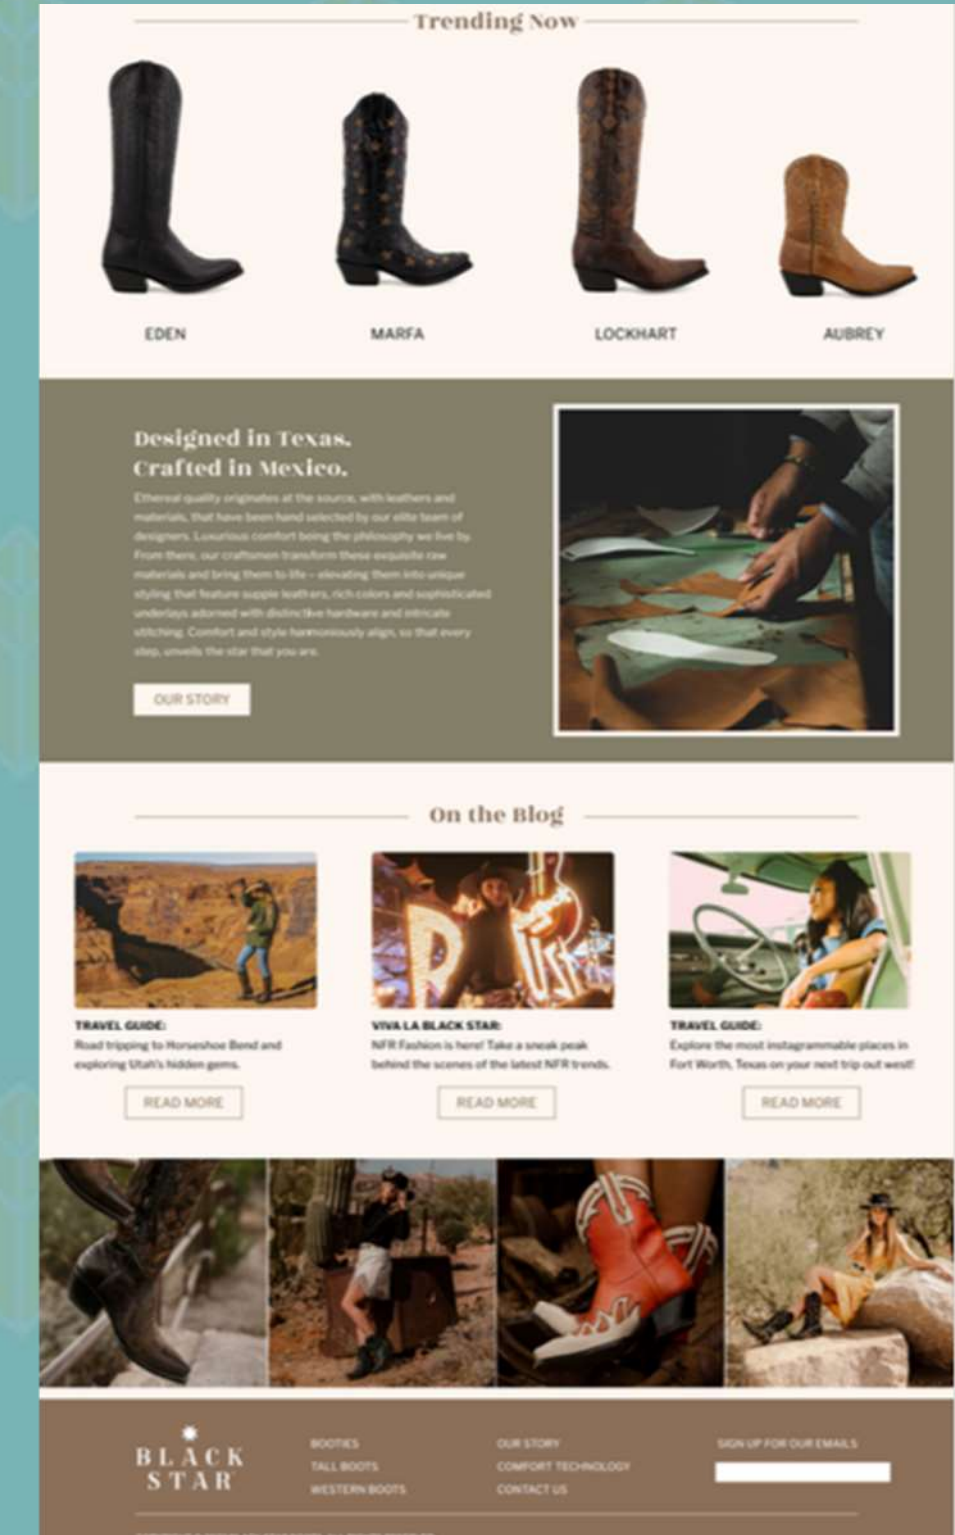 Trending Now
EDEN
MARFA
LOCKHART
AUBREY
Designed in Texas.
Crafted in Mexico.
Ethereal quality originates at the source, with leathers and
materials, that have been hand selected by our elite team of
designers. Luxurious comfort being the philosophy we live by.
From there, our craftsmen transform these exquisite raw
materials and bring them to life – elevating them into unique
styling that feature supple leathers, rich colors and sophisticated
underlays adorned with distinctive hardware and intricate
stitching. Comfort and style harmoniously align, so that every
step, unveils the star that you are.
OUR STORY
On the Blog
TRAVEL GUIDE:
Road tripping to Horseshoe Bend and
exploring Utah's hidden gems.
READ MORE
VIVA LA BLACK STAR:
NFR Fashion is here! Take a sneak peak
behind the scenes of the latest NFR trends.
READ MORE
TRAVEL GUIDE:
Explore the most instagrammable places in
Fort Worth, Texas on your next trip out west!
READ MORE
BLACK
STAR
BOOTIES
TALL BOOTS
WESTERN BOOTS
OUR STORY
COMFORT TECHNOLOGY
CONTACT US
SIGN UP FOR OUR EMAILS